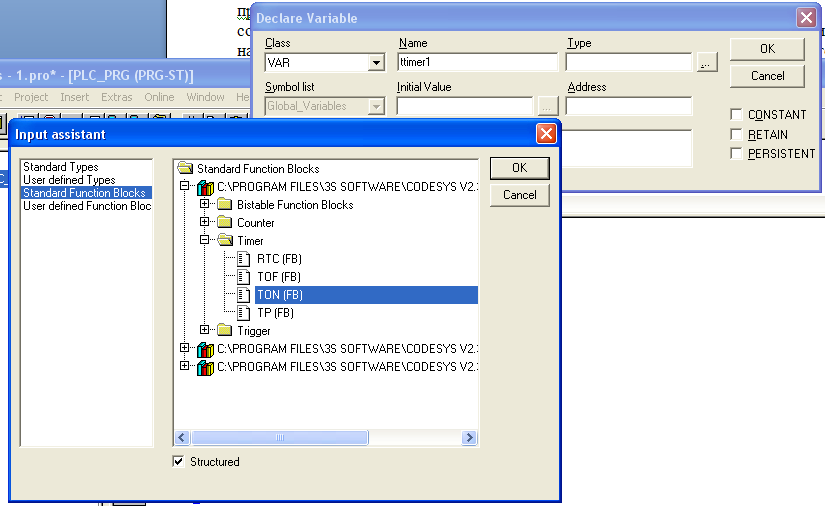 Declare Variable
Class
Name
Type
VAR
ttimer1
...
OK
Cancel
Symbol list
Initial Value
Address
Global_Variables
...
CONSTANT
RETAIN
PERSISTENT
s - 1.pro* - [PLC_PRG (PRG-ST)]
Project Insert Extras Online Window He
Input assistant
Standard Types
User defined Types
Standard Function Blocks
User defined Function Bloc
Standard Function Blocks
C:\PROGRAM FILES\3S SOFTWARE\CODESYS V2.3
Bistable Function Blocks
Counter
Timer
RTC (FB)
TOF (FB)
TON (FB)
TP (FB)
Trigger
C:\PROGRAM FILES\3S SOFTWARE\CODESYS V2.3
C:\PROGRAM FILES\3S SOFTWARE\CODESYS V2.3
OK
Cancel
Structured